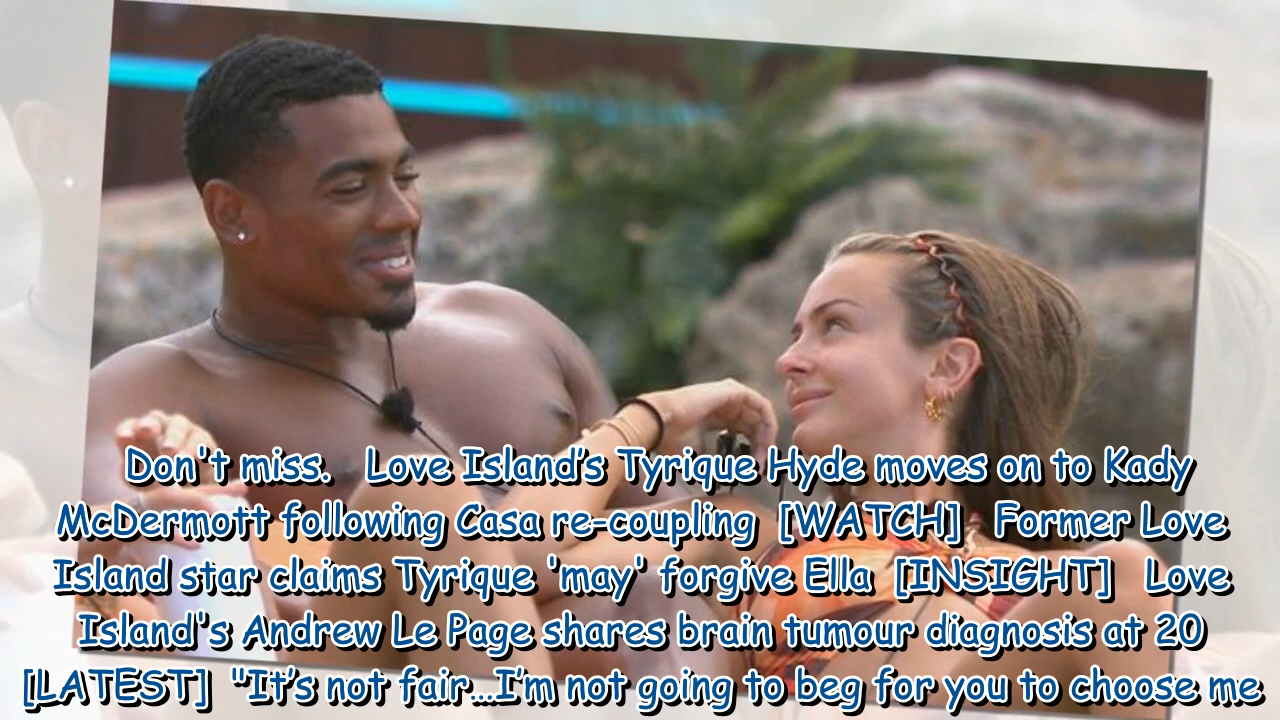 Don't miss.   Love Island’s Tyrique Hyde moves on to Kady
McDermott following Casa re-coupling  [WATCH]   Former Love
Island star claims Tyrique 'may' forgive Ella  [INSIGHT]   Love
Island's Andrew Le Page shares brain tumour diagnosis at 20
[LATEST]  "It’s not fair...I’m not going to beg for you to choose me